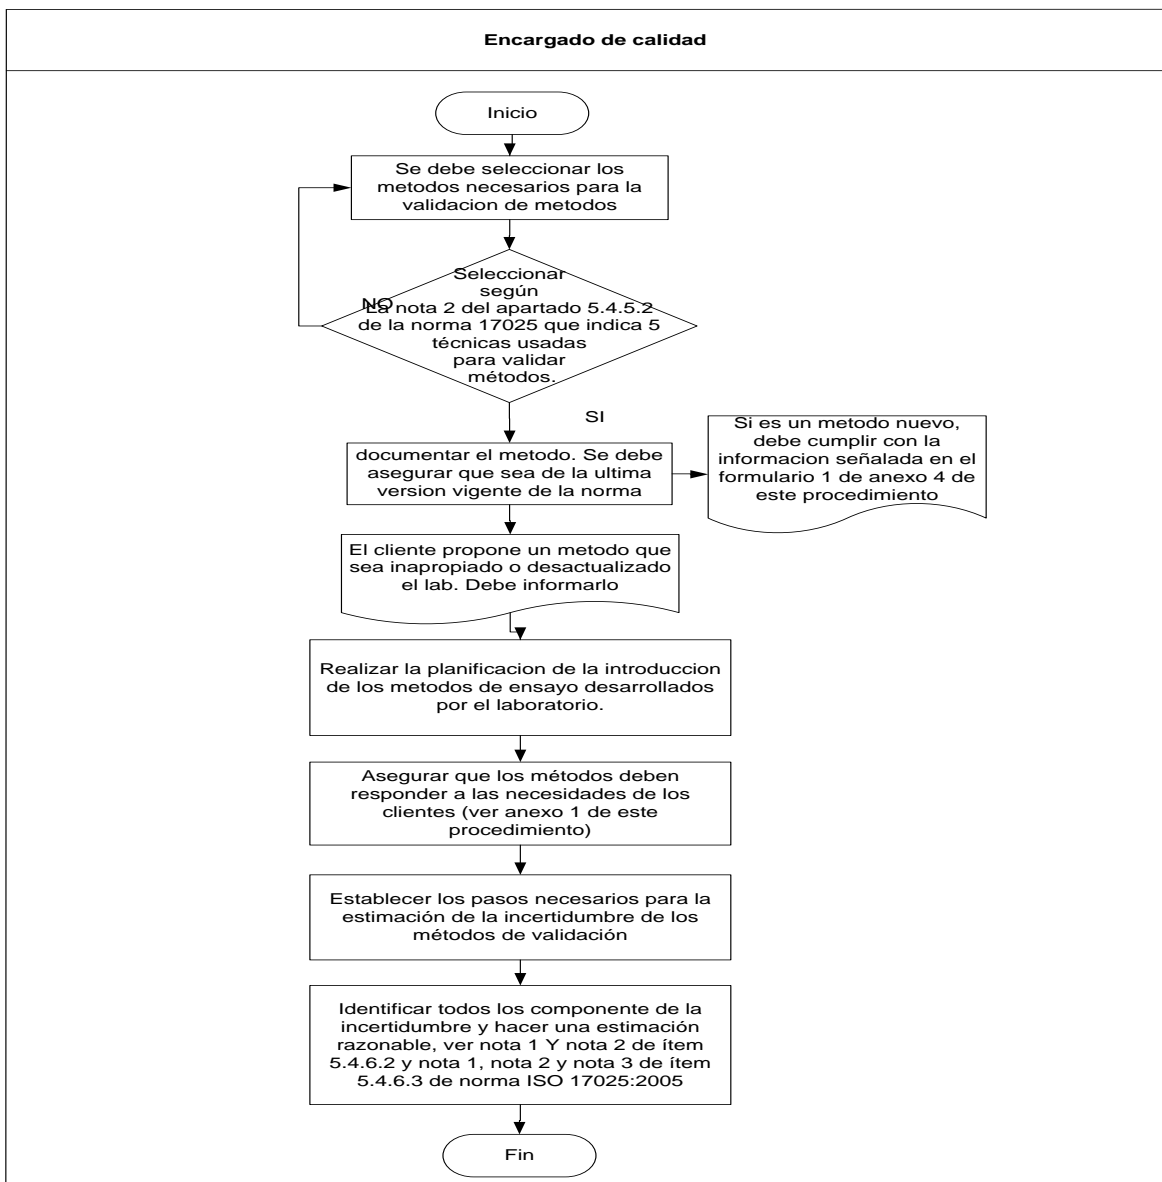 Encargado de calidad
Inicio
Se debe seleccionar los
metodos necesarios para la
validacion de metodos
Seleccionar
según
NO
La nota 2 del apartado 5.4.5.2
de la norma 17025 que indica 5
técnicas usadas
para validar
métodos.
SI
documentar el metodo. Se debe
asegurar que sea de la ultima
version vigente de la norma
Si es un metodo nuevo,
debe cumplir con la
informacion señalada en el
formulario 1 de anexo 4 de
este procedimiento
El cliente propone un metodo que
sea inapropiado o desactualizado
el lab. Debe informarlo
Realizar la planificacion de la introduccion
de los metodos de ensayo desarrollados
por el laboratorio.
Asegurar que los métodos deben
responder a las necesidades de los
clientes (ver anexo 1 de este
procedimiento)
Establecer los pasos necesarios para la
estimación de la incertidumbre de los
métodos de validación
Identificar todos los componente de la
incertidumbre y hacer una estimación
razonable, ver nota 1 Y nota 2 de ítem
5.4.6.2 y nota 1, nota 2 y nota 3 de ítem
5.4.6.3 de norma ISO 17025:2005
Fin